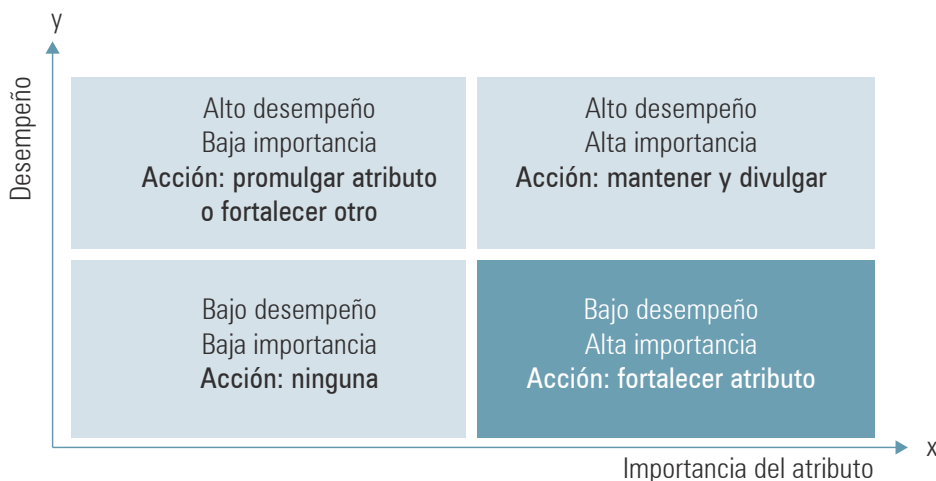 y
Desempeño
Alto desempeño
Baja importancia
Acción: promulgar atributo
o fortalecer otro
Alto desempeño
Alta importancia
Acción: mantener y divulgar
Bajo desempeño
Baja importancia
Acción: ninguna
Bajo desempeño
Alta importancia
Acción: fortalecer atributo
x
Importancia del atributo